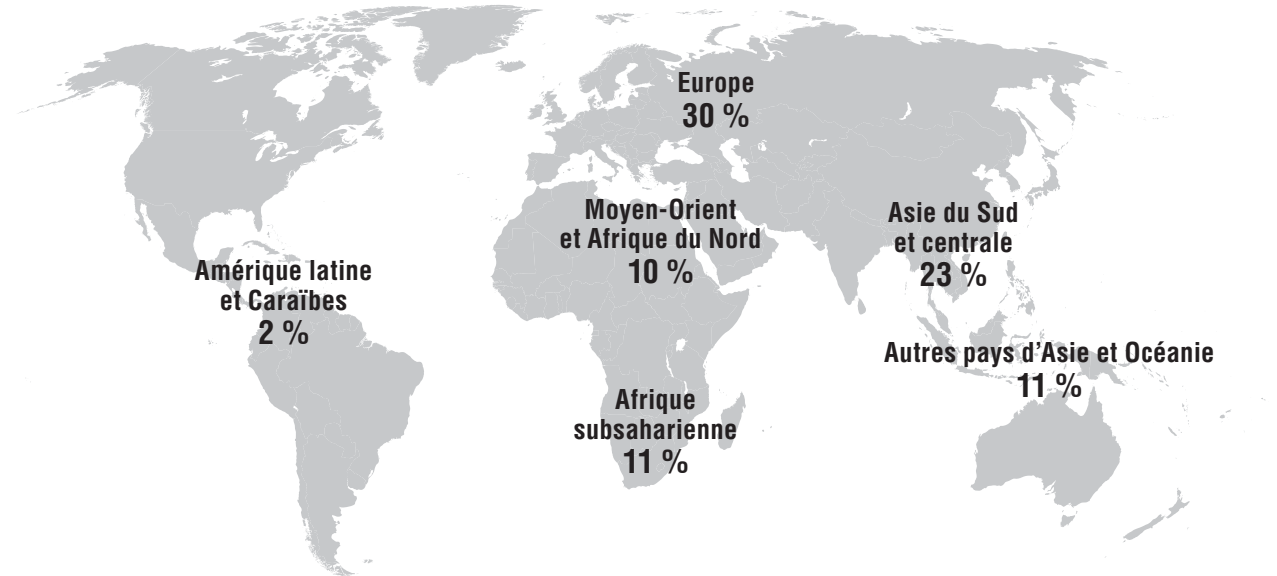 Europe
30 %
Moyen-Orient
et Afrique du Nord
10 %
Asie du Sud
et centrale
23 %
Amérique latine
et Caraïbes
2 %
Autres pays d’Asie et Océanie
11 %
Afrique
subsaharienne
11 %